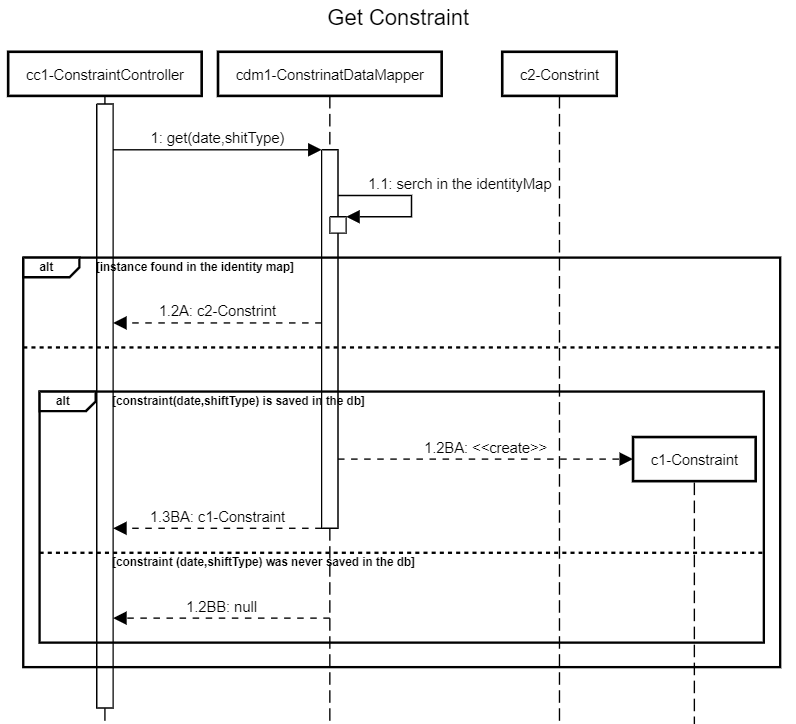 Get Constraint
cc1-ConstraintController
cdm1-ConstrinatDataMapper
c2-Constrint
1: get(date,shitType)
1.1: serch in the identityMap
alt
[instance found in the identity map]
1.2A: c2-Constrint
alt
[constraint(date,shiftType) is saved in the db]
1.2BA: <<create>>
c1-Constraint
1.3BA: c1-Constraint
[constraint (date,shiftType) was never saved in the db]
1.2BB: null